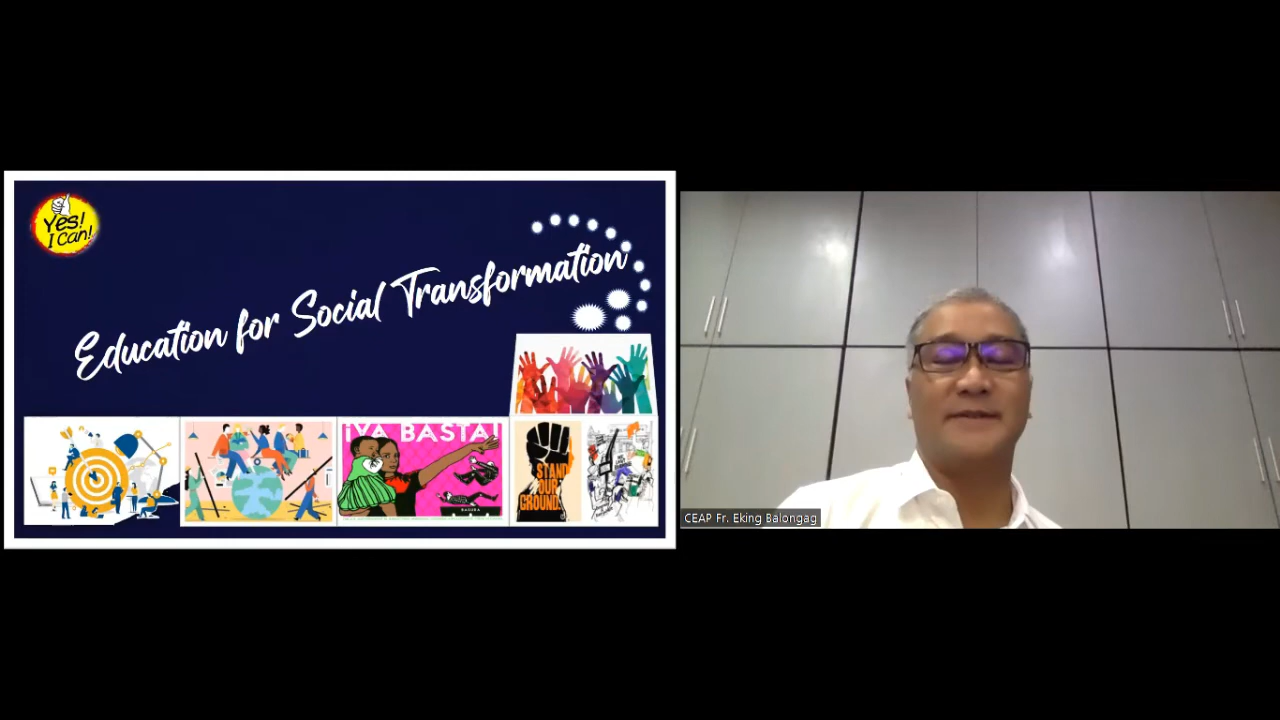 Yes!
I can!
Education for Social Transformation
¡YA BASTA!
STAND
OUR
GROUND
CEAP Fr. Eking Balongag